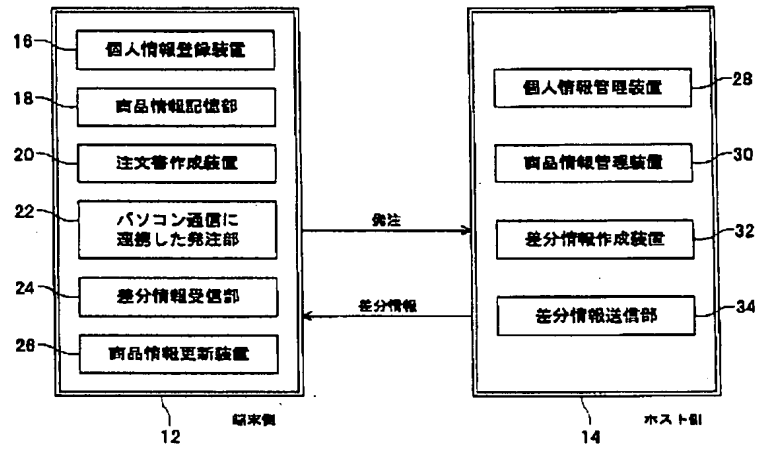 16
個人情報登録装置
18
商品情報記憶部
20
注文書作成装置
22
パソコン通信に
連携した発注部
24
差分情報受信部
26
商品情報更新装置
12
端末側
発注
差分情報
個人情報管理装置
28
商品情報管理装置
30
差分情報作成装置
32
差分情報送信部
34
14
ホスト側